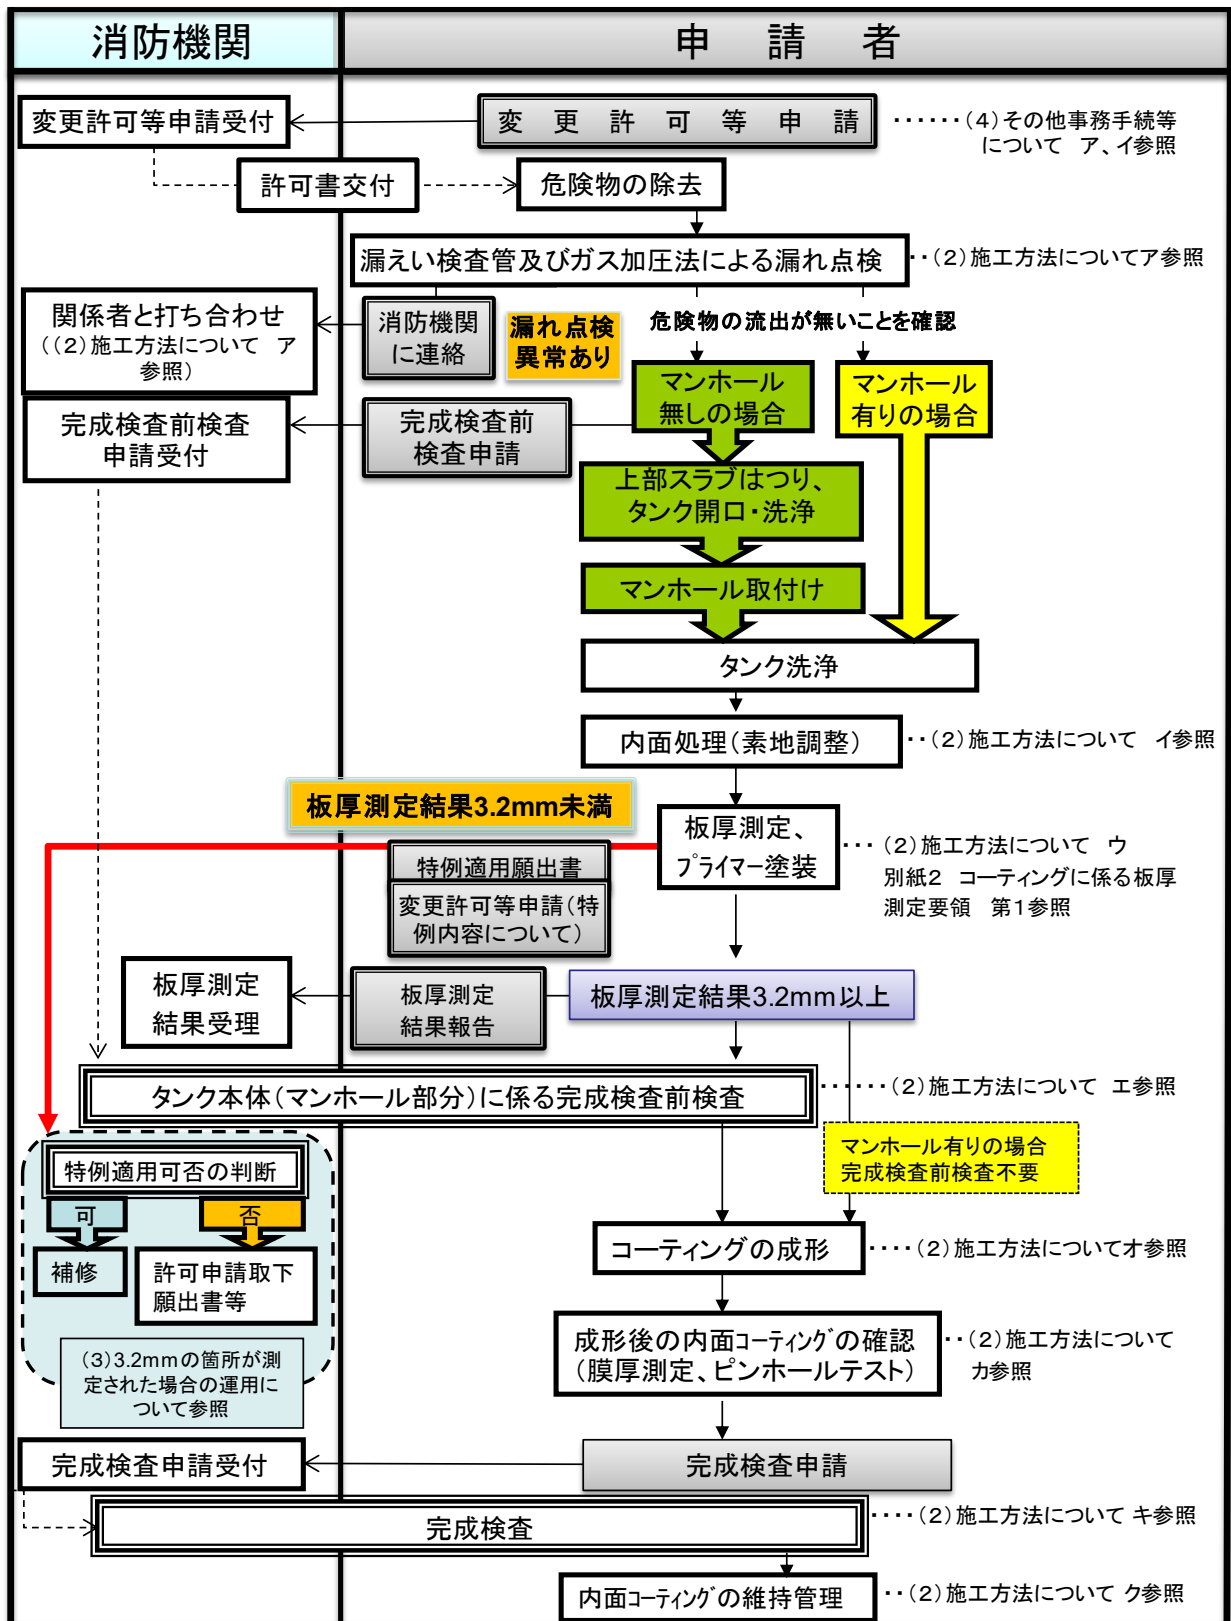 消防機関
申 請 者
変更許可等申請受付
変 更 許 可 等 申 請
‥‥‥(4)その他事務手続等
について ア、イ参照
許可書交付
危険物の除去
漏えい検査管及びガス加圧法による漏れ点検
‥(2)施工方法についてア参照
関係者と打ち合わせ
((2)施工方法について ア
参照)
消防機関
に連絡
漏れ点検
異常あり
危険物の流出が無いことを確認
マンホール
無しの場合
マンホール
有りの場合
完成検査前検査
申請受付
完成検査前
検査申請
上部スラブはつり、
タンク開口・洗浄
マンホール取付け
タンク洗浄
内面処理(素地調整)
‥(2)施工方法について イ参照
板厚測定結果3.2mm未満
板厚測定、
プライマー塗装
‥・(2)施工方法について ウ
別紙2 コーティングに係る板厚
測定要領 第1参照
特例適用願出書
変更許可等申請(特
例内容について)
板厚測定
結果受理
板厚測定
結果報告
板厚測定結果3.2mm以上
タンク本体(マンホール部分)に係る完成検査前検査
‥‥‥(2)施工方法について エ参照
マンホール有りの場合
完成検査前検査不要
特例適用可否の判断
可
否
補修
許可申請取下
願出書等
(3)3.2mmの箇所が測
定された場合の運用に
ついて参照
コーティングの成形
‥‥(2)施工方法についてオ参照
成形後の内面コーティングの確認
(膜厚測定、ピンホールテスト)
‥(2)施工方法について
カ参照
完成検査申請受付
完成検査申請
完成検査
‥‥(2)施工方法について キ参照
内面コーティングの維持管理
‥(2)施工方法について ク参照